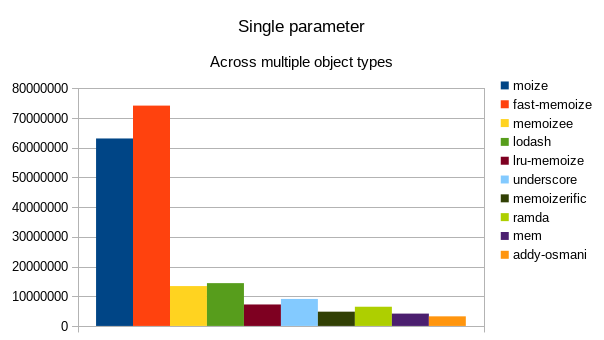 Single parameter
Across multiple object types
80000000
70000000
60000000
50000000
40000000
30000000
20000000
10000000
0
moize
fast-memoize
memoizee
lodash
lru-memoize
underscore
memoizerific
ramda
mem
addy-osmani